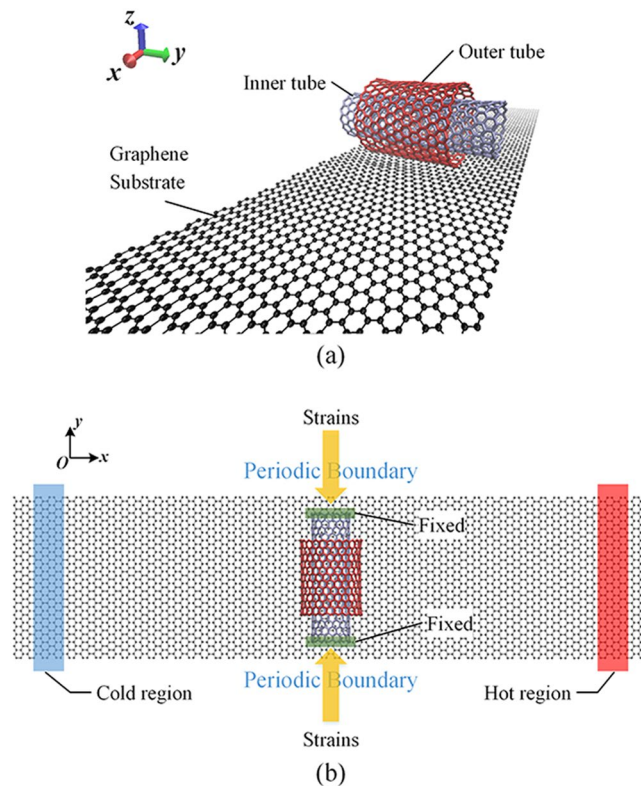 z
x
y
Outer tube
Inner tube
Graphene
Substrate
(a)
Strains
y
O
x
Periodic Boundary
Fixed
Fixed
Cold region
Periodic Boundary
Hot region
Strains
(b)